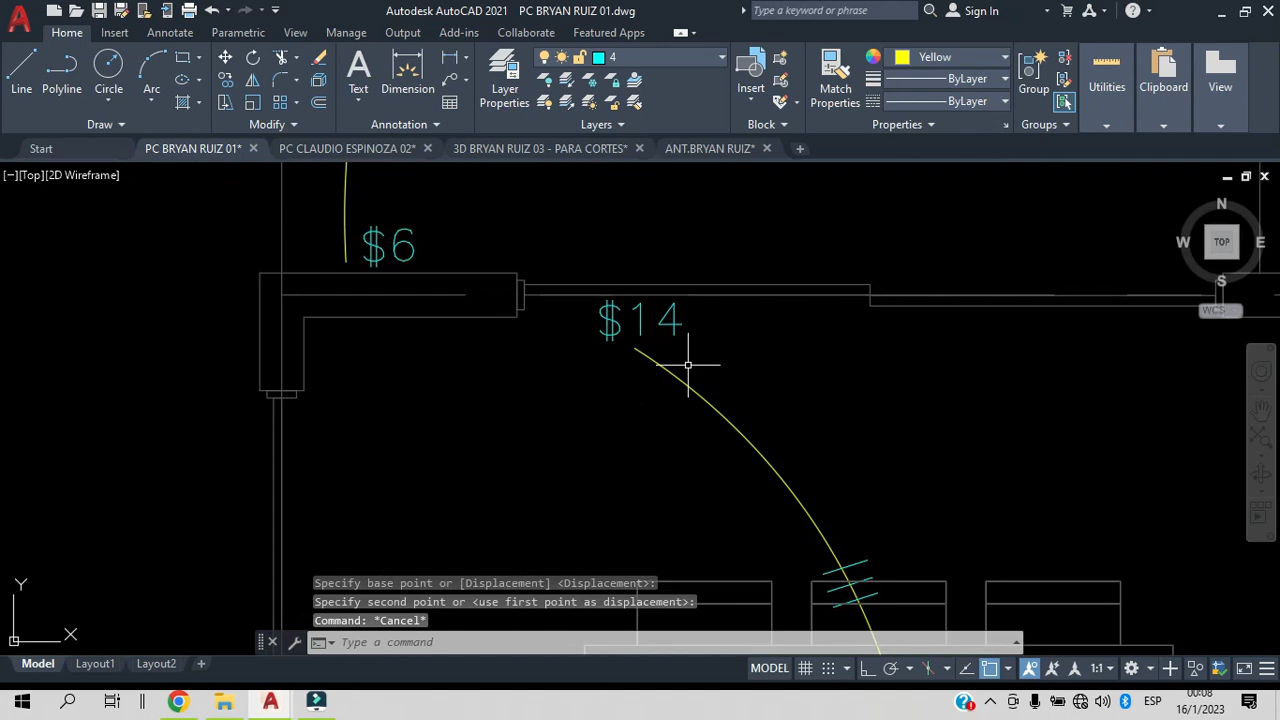 Autodesk AutoCAD 2021 PC BRYAN RUIZ 01.dwg
Type a keyword or phrase
Sign In
Home Insert Annotate Parametric View Manage Output Add-ins Collaborate Featured Apps
4
Yellow
ByLayer
ByLayer
Line Polyline Circle Arc Text Dimension Layer Properties Insert Match Properties Group Utilities Clipboard View
Draw Modify Annotation Layers Block Properties Groups
Start PC BRYAN RUIZ 01* PC CLAUDIO ESPINOZA 02* 3D BRYAN RUIZ 03 - PARA CORTES* ANT.BRYAN RUIZ*
[−][Top][2D Wireframe]
N
W TOP E
S
WCS
$6
$14
Specify base point or [Displacement] <Displacement>:
Specify second point or <use first point as displacement>:
Command: *Cancel*
Type a command
Y
X
Model Layout1 Layout2
MODEL
1:1
ESP
00:08
16/1/2023